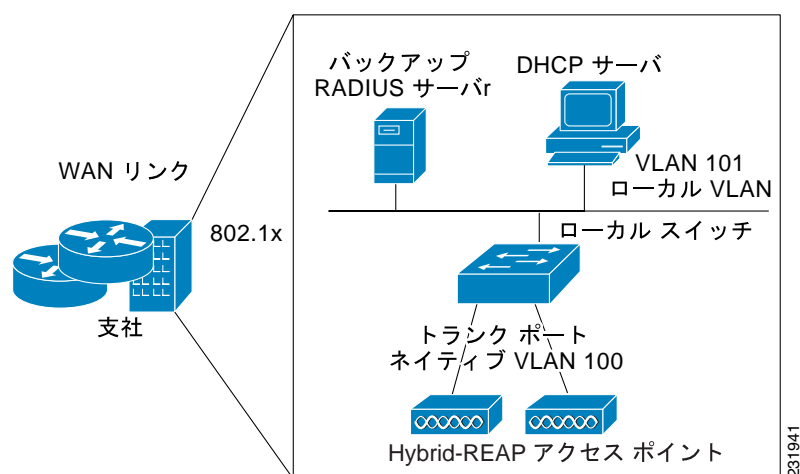 バックアップ
RADIUS サーバr
DHCP サーバ
VLAN 101
ローカル VLAN
WAN リンク
802.1x
ローカル スイッチ
支社
トランク ポート
ネイティブ VLAN 100
Hybrid-REAP アクセス ポイント
231941